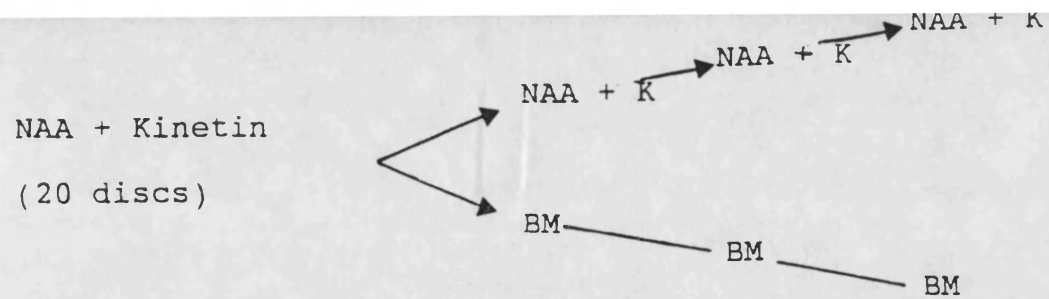 NAA + K
NAA + K
NAA + K
NAA + Kinetin
(20 discs)
BM
BM
BM